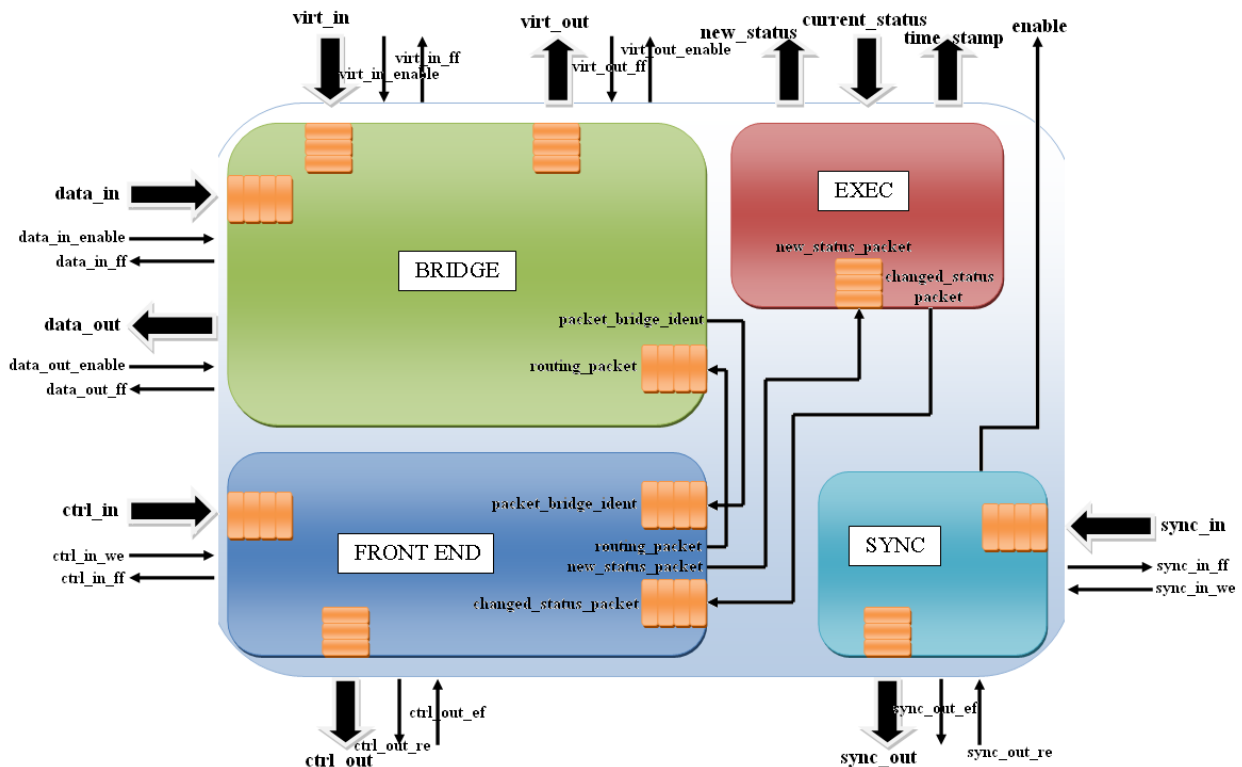 virt_in
virt_in_enable
virt_in_ff
virt_out
virt_out_ff
virt_out_enable
new_status
current_status
time_stamp
enable
data_in
data_in_enable
data_in_ff
data_out
data_out_enable
data_out_ff
BRIDGE
packet_bridge_ident
routing_packet
EXEC
new_status_packet
changed_status
packet
ctrl_in
ctrl_in_we
ctrl_in_ff
FRONT END
packet_bridge_ident
routing_packet
new_status_packet
changed_status_packet
SYNC
sync_in
sync_in_ff
sync_in_we
ctrl_out
ctrl_out_re
ctrl_out_ef
sync_out
sync_out_ef
sync_out_re